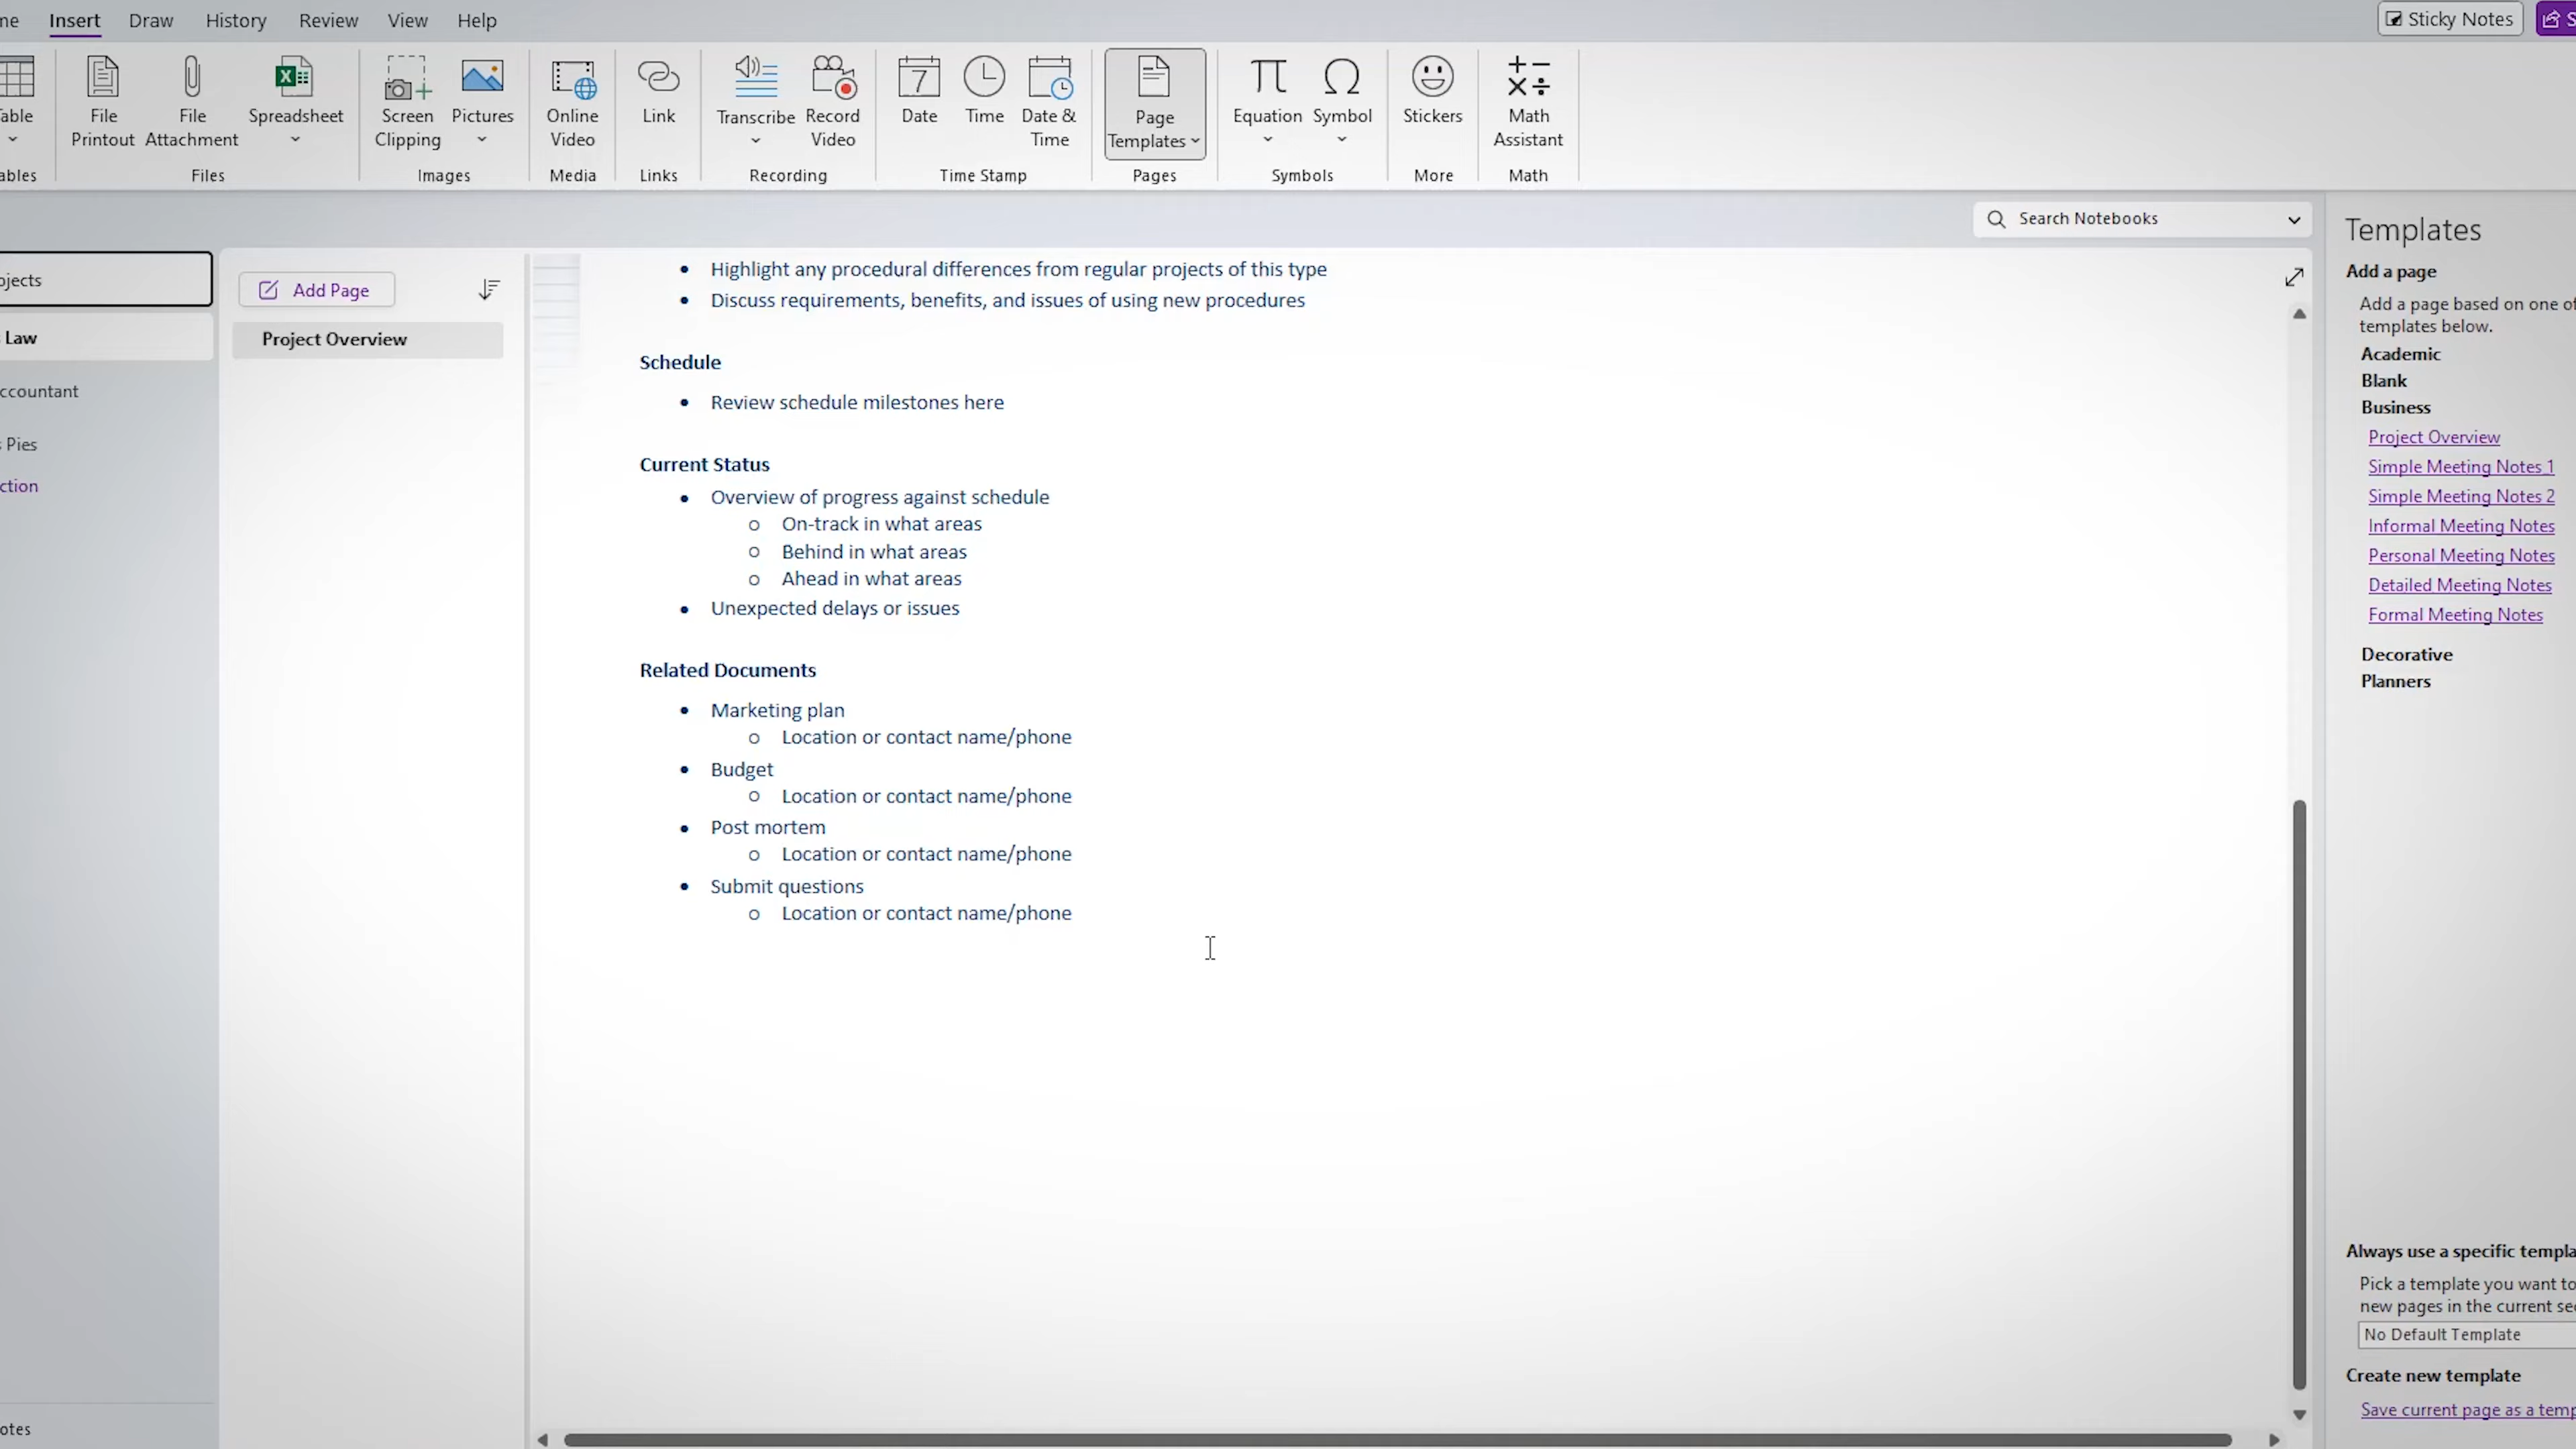 Insert Draw History Review View Help
Sticky Notes
File Printout
File Attachment
Spreadsheet
Screen Clipping
Pictures
Online Video
Link
Transcribe
Record Video
Date
Time
Date & Time
Page Templates
Equation
Symbol
Stickers
Math Assistant
Files
Images
Media
Links
Recording
Time Stamp
Pages
Symbols
More
Math
Search Notebooks
Law
Pies
Add Page
Project Overview
Highlight any procedural differences from regular projects of this type
Discuss requirements, benefits, and issues of using new procedures
Schedule
Review schedule milestones here
Current Status
Overview of progress against schedule
On-track in what areas
Behind in what areas
Ahead in what areas
Unexpected delays or issues
Related Documents
Marketing plan
Location or contact name/phone
Budget
Location or contact name/phone
Post mortem
Location or contact name/phone
Submit questions
Location or contact name/phone
Templates
Add a page
Add a page based on one of
templates below.
Academic
Blank
Business
Project Overview
Simple Meeting Notes 1
Simple Meeting Notes 2
Informal Meeting Notes
Personal Meeting Notes
Detailed Meeting Notes
Formal Meeting Notes
Decorative
Planners
Always use a specific
Pick a template you want to
new pages in the current
No Default Template
Create new template
Save current page as a